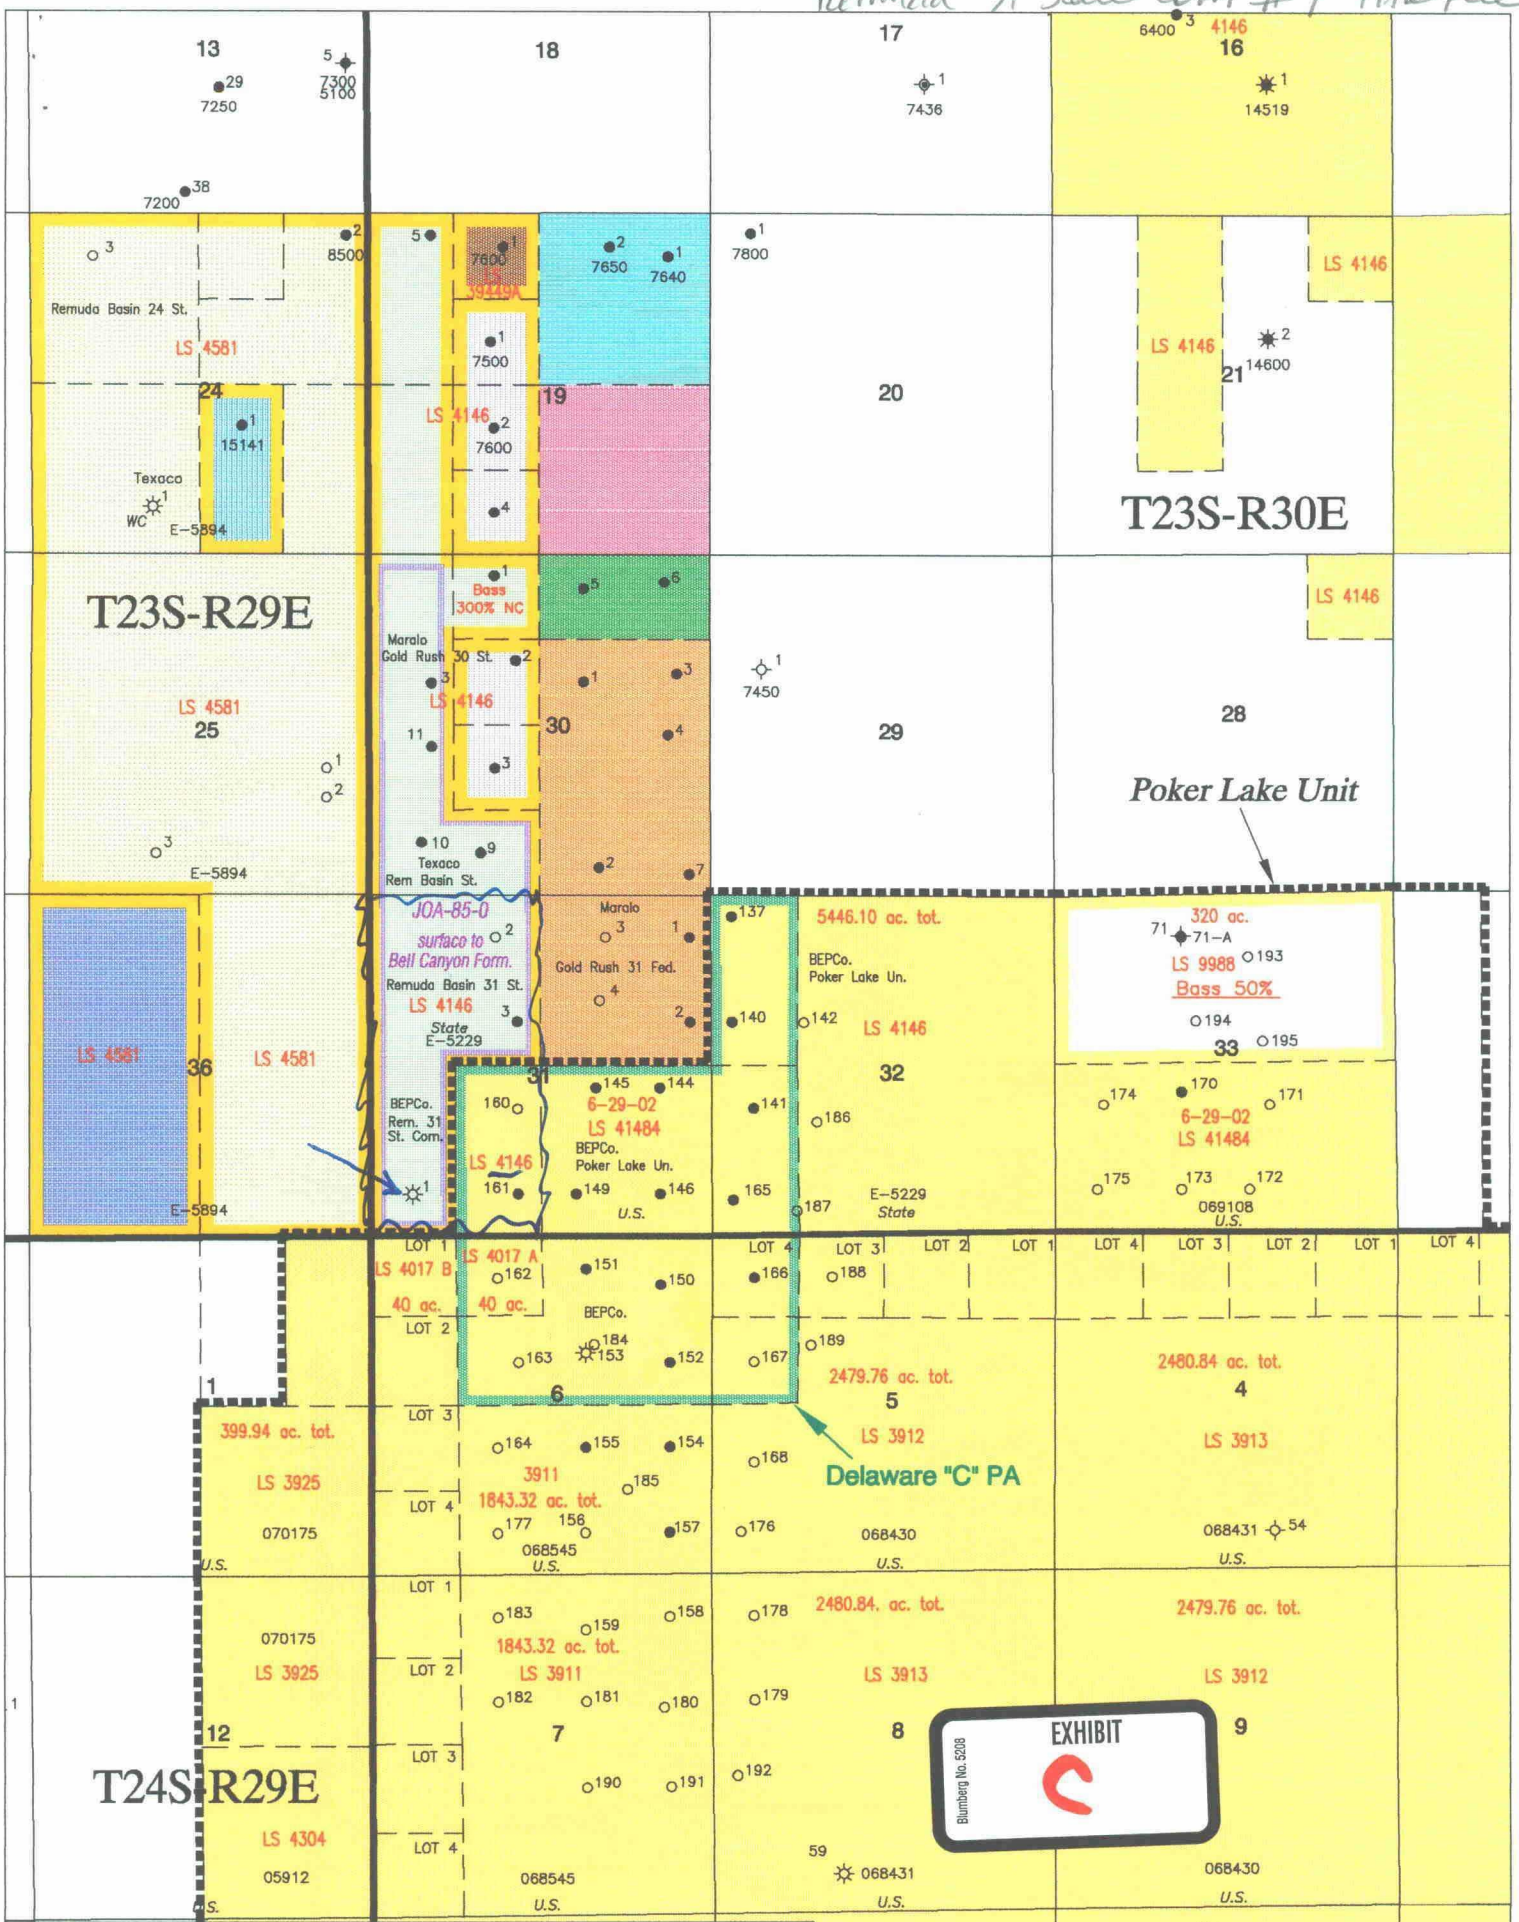 31 State Com #1
17
3 4146
6400 16
13
18
5
7300
5100
29
7250
1
7436
1
14519
38
7200
3
2
8500
5
1
7600
LS
39449A
2
7650
1
7640
1
7800
LS 4146
Remuda Basin 24 St.
LS 4581
1
7500
LS 4146
2
14600
21
24
19
20
LS 4146
2
7600
1
15141
Texaco
1
WC
E-5894
4
T23S-R30E
T23S-R29E
1
Bass
300% NC
5
6
LS 4146
Maralo
Gold Rush 30 St.
2
3
LS 4146
1
3
1
7450
LS 4581
25
30
29
28
11
4
1
2
3
Poker Lake Unit
3
E-5894
10
9
Texaco
Rem Basin St.
2
7
JOA-85-0
surface to
Bell Canyon Form.
2
Remuda Basin 31 St.
LS 4146
3
State
E-5229
Maralo
3
1
Gold Rush 31 Fed.
4
2
137
5446.10 ac. tot.
BEPCo.
Poker Lake Un.
140
142
LS 4146
320 ac.
71
71-A
193
LS 9988
Bass 50%
194
195
33
LS 4581
36
LS 4581
31
32
BEPCo.
Rem. 31
St. Com.
160
145
144
6-29-02
LS 41484
BEPCo.
Poker Lake Un.
141
186
174
170
171
6-29-02
LS 41484
1
LS 4146
161
149
146
U.S.
165
187
E-5229
State
175
173
172
069108
U.S.
E-5894
LOT 1
LS 4017 B
40 ac.
LS 4017 A
162
40 ac.
151
150
BEPCo.
LOT 4
LOT 3
LOT 2
LOT 1
LOT 4
LOT 3
LOT 2
LOT 1
LOT 4
166
188
LOT 2
163
184
153
152
167
189
2479.76 ac. tot.
5
2480.84 ac. tot.
4
1
6
399.94 ac. tot.
LS 3925
LOT 3
164
155
154
168
LS 3912
LS 3913
Delaware "C" PA
3911
185
1843.32 ac. tot.
LOT 4
177
156
157
176
070175
U.S.
068545
U.S.
068430
U.S.
068431
54
U.S.
LOT 1
183
159
158
178
2480.84. ac. tot.
2479.76 ac. tot.
070175
LS 3925
1843.32 ac. tot.
LS 3911
LOT 2
LS 3913
LS 3912
182
181
180
179
1
12
7
8
9
LOT 3
190
191
192
T24S-R29E
EXHIBIT
C
Blumberg No. 5208
LS 4304
LOT 4
05912
U.S.
068545
U.S.
59
068431
U.S.
068430
U.S.